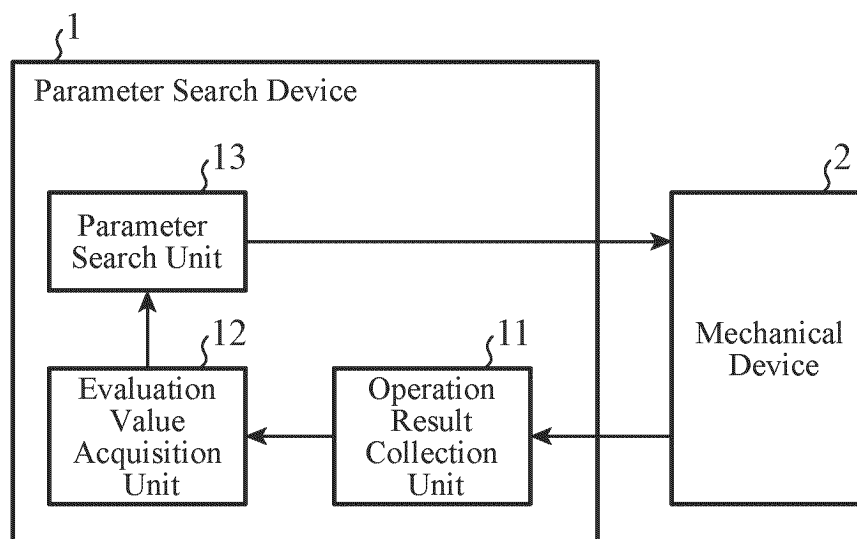 1
Parameter Search Device
13
2
Parameter
Search Unit
12
11
Mechanical
Device
Evaluation
Value
Acquisition
Unit
Operation
Result
Collection
Unit